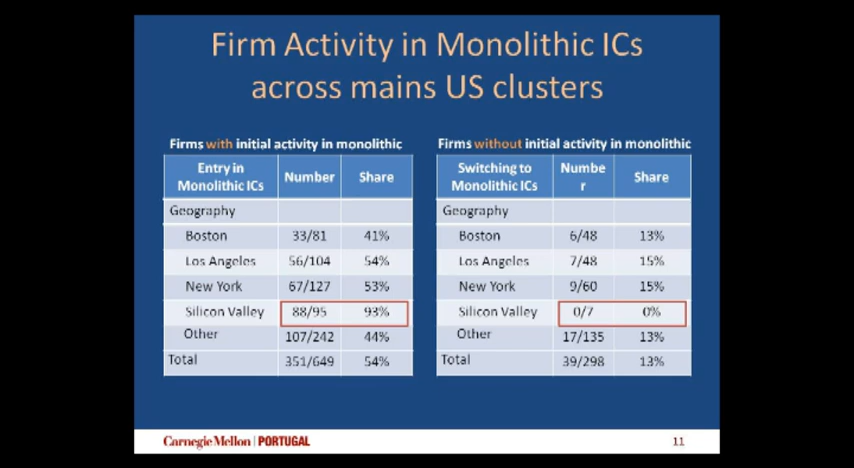 Firm Activity in Monolithic ICs
across mains US clusters
Firms with initial activity in monolithic
Entry in Monolithic ICs Number Share
Geography
Boston 33/81 41%
Los Angeles 56/104 54%
New York 67/127 53%
Silicon Valley 88/95 93%
Other 107/242 44%
Total 351/649 54%
Firms without initial activity in monolithic
Switching to Monolithic ICs Numbe r Share
Geography
Boston 6/48 13%
Los Angeles 7/48 15%
New York 9/60 15%
Silicon Valley 0/7 0%
Other 17/135 13%
Total 39/298 13%
Carnegie Mellon | PORTUGAL
11